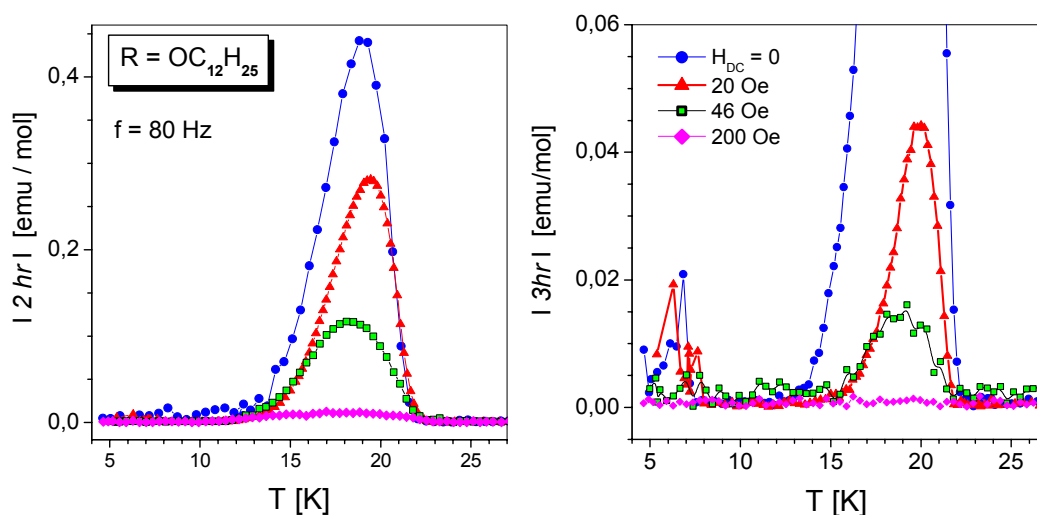 R = OC₁₂H₂₅
f = 80 Hz
I 2 hr I [emu / mol]
0,4
0,2
0,0
5 10 15 20 25
T [K]
H_DC = 0
20 Oe
46 Oe
200 Oe
I 3hr I [emu/mol]
0,06
0,04
0,02
0,00
5 10 15 20 25
T [K]